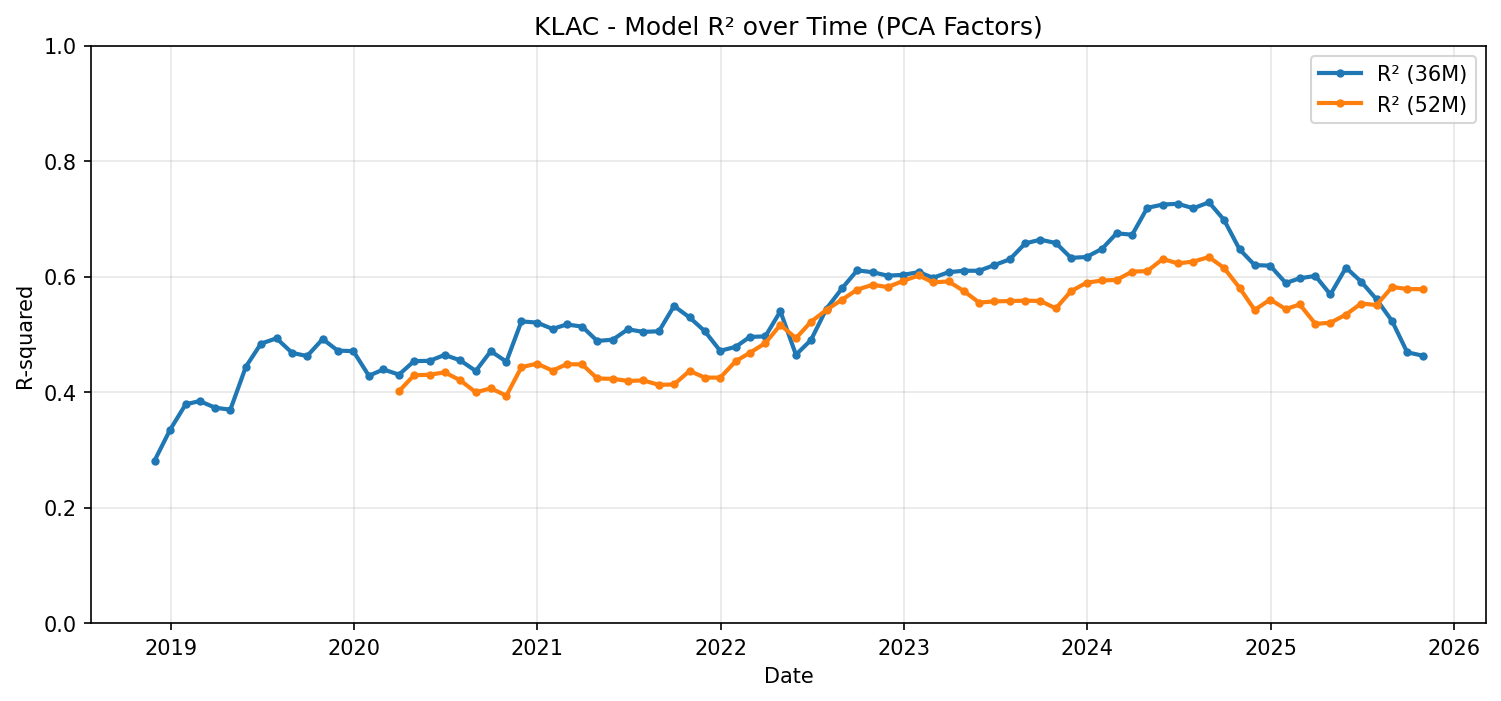 KLAC - Model R² over Time (PCA Factors)
R² (36M)
R² (52M)
R-squared
1.0
0.8
0.6
0.4
0.2
0.0
2019 2020 2021 2022 2023 2024 2025 2026
Date